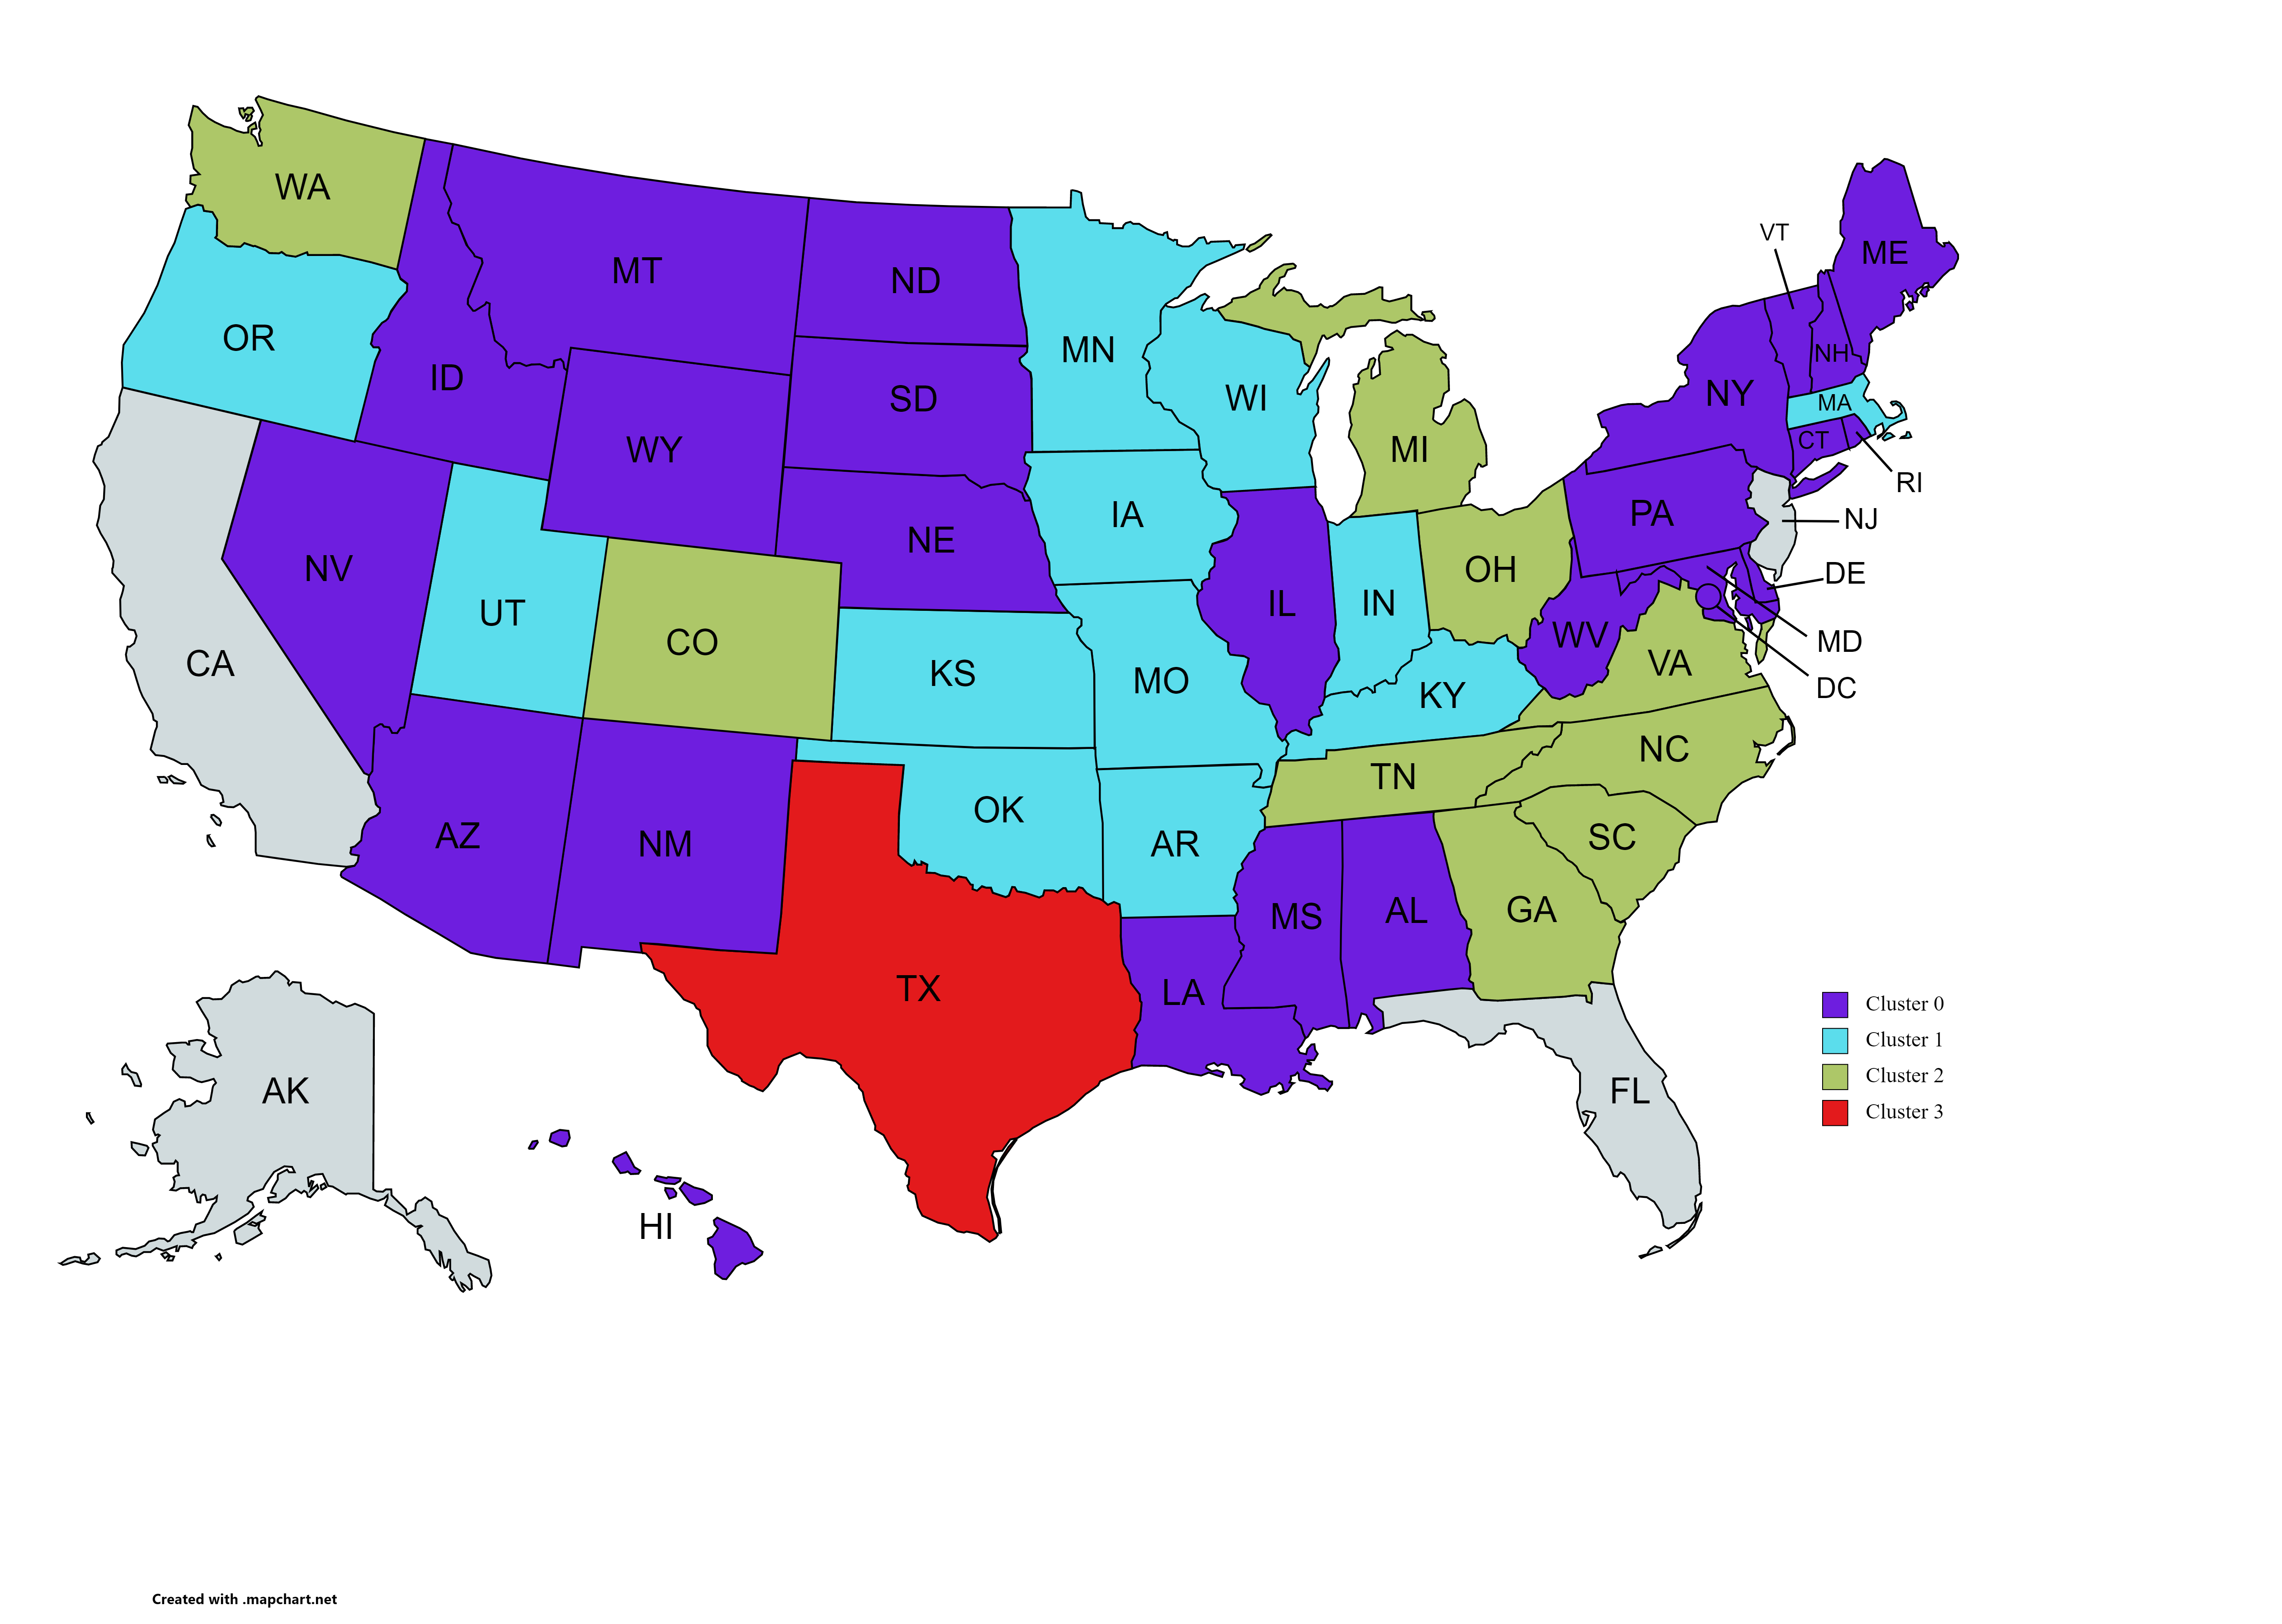 WA
VT
ME
MT
ND
OR
MN
NH
ID
WI
SD
NY
MA
CT
WY
MI
RI
IA
PA
NJ
NE
NV
OH
DE
UT
IL
IN
WV
MD
CO
VA
CA
KS
MO
DC
KY
NC
TN
OK
AZ
NM
AR
SC
MS
AL
GA
TX
LA
Cluster 0
Cluster 1
Cluster 2
Cluster 3
AK
FL
HI
Created with .mapchart.net